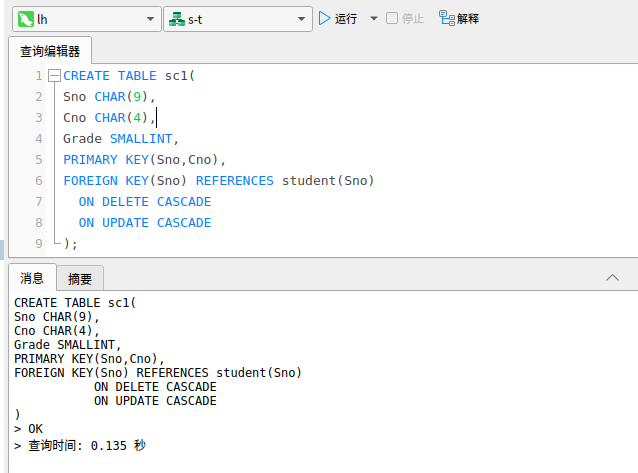 lh s-t 运行 停止 解释
查询编辑器
1 CREATE TABLE sc1(
2 Sno CHAR(9),
3 Cno CHAR(4),
4 Grade SMALLINT,
5 PRIMARY KEY(Sno,Cno),
6 FOREIGN KEY(Sno) REFERENCES student(Sno)
7 ON DELETE CASCADE
8 ON UPDATE CASCADE
9 );
消息 摘要
CREATE TABLE sc1(
Sno CHAR(9),
Cno CHAR(4),
Grade SMALLINT,
PRIMARY KEY(Sno,Cno),
FOREIGN KEY(Sno) REFERENCES student(Sno)
ON DELETE CASCADE
ON UPDATE CASCADE
)
> OK
> 查询时间: 0.135 秒